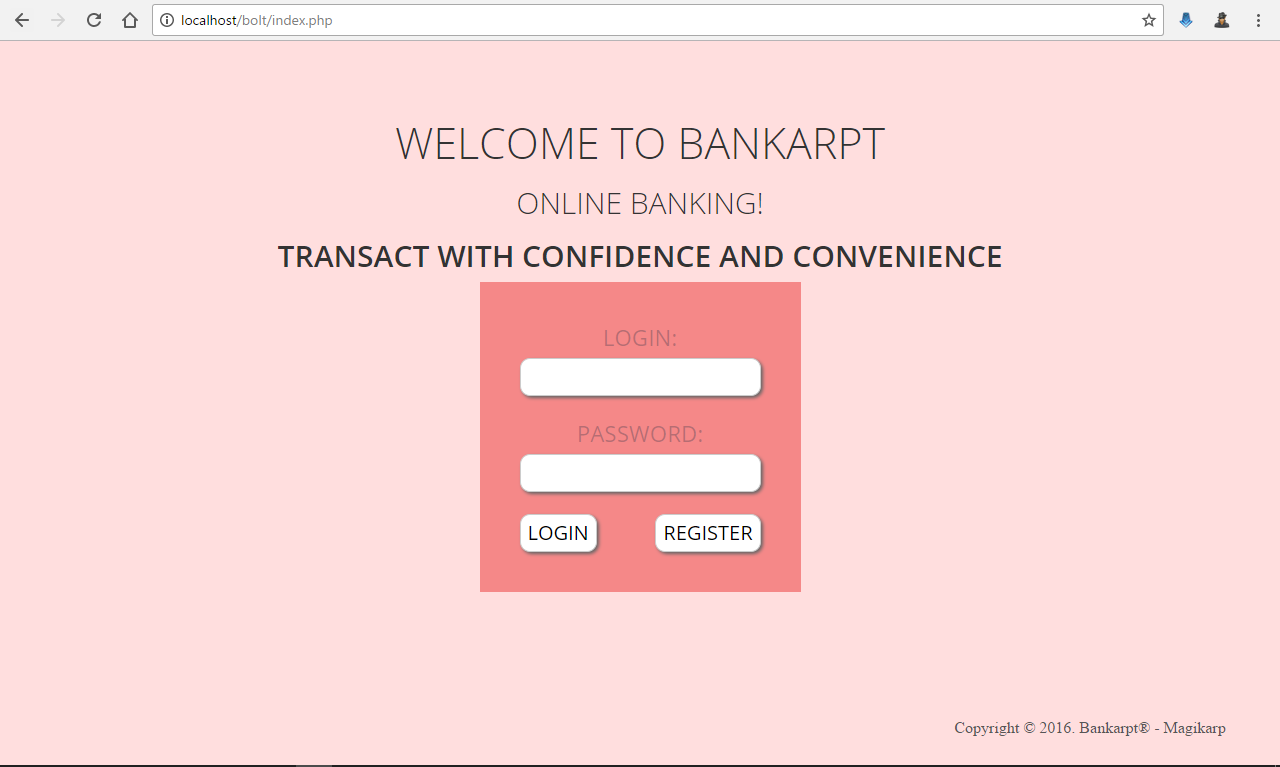 localhost/bolt/index.php
WELCOME TO BANKARPT
ONLINE BANKING!
TRANSACT WITH CONFIDENCE AND CONVENIENCE
LOGIN:
PASSWORD:
LOGIN REGISTER
Copyright © 2016. Bankarpt® - Magikarp